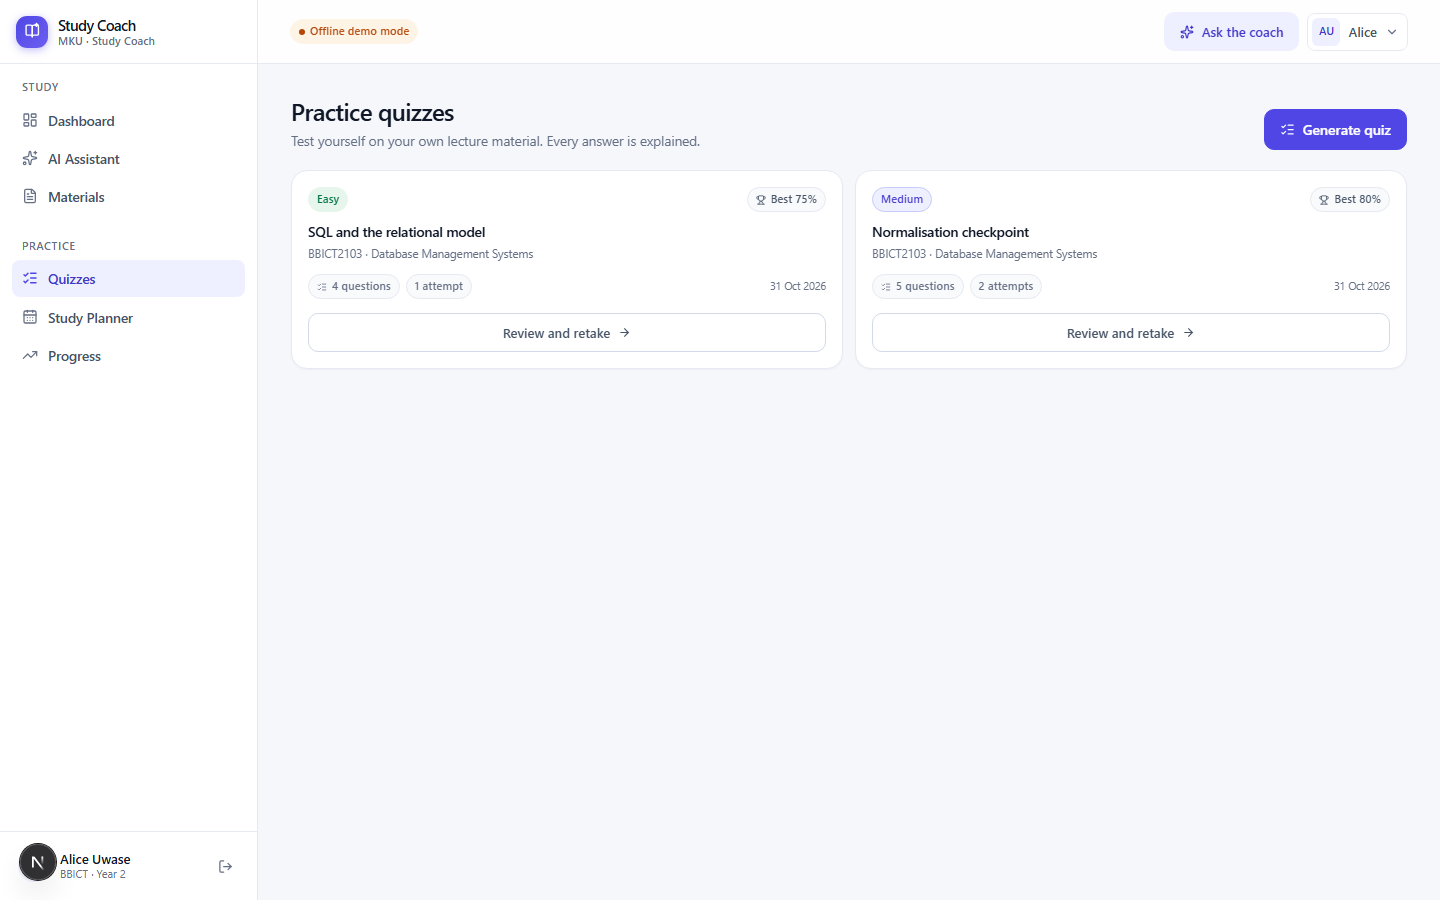 Study Coach
MKU · Study Coach
Offline demo mode
Ask the coach
AU
Alice
STUDY
Dashboard
AI Assistant
Materials
PRACTICE
Quizzes
Study Planner
Progress
Practice quizzes
Test yourself on your own lecture material. Every answer is explained.
Generate quiz
Easy
Best 75%
SQL and the relational model
BBICT2103 · Database Management Systems
4 questions
1 attempt
31 Oct 2026
Review and retake
Medium
Best 80%
Normalisation checkpoint
BBICT2103 · Database Management Systems
5 questions
2 attempts
31 Oct 2026
Review and retake
N
Alice Uwase
BBICT · Year 2